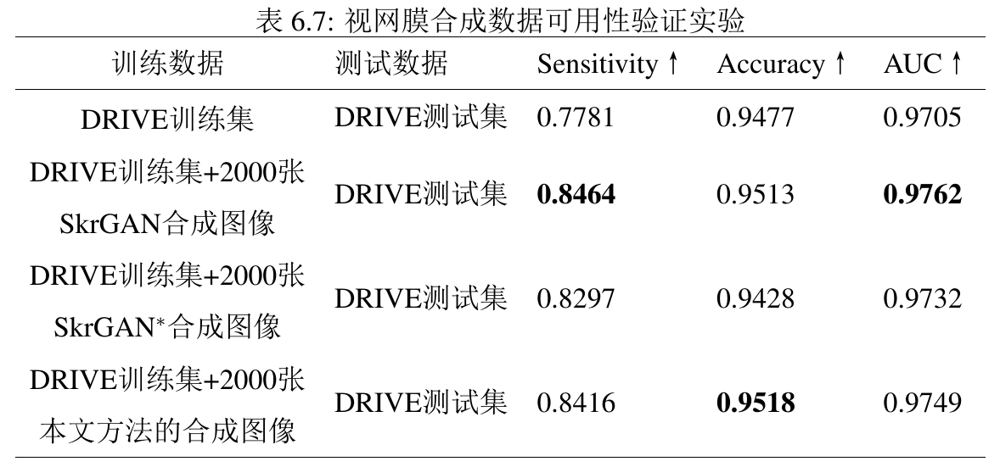 表 6.7: 视网膜合成数据可用性验证实验
训练数据 测试数据 Sensitivity↑ Accuracy↑ AUC↑
DRIVE训练集 DRIVE测试集 0.7781 0.9477 0.9705
DRIVE训练集+2000张
SkrGAN合成图像 DRIVE测试集 0.8464 0.9513 0.9762
DRIVE训练集+2000张
SkrGAN*合成图像 DRIVE测试集 0.8297 0.9428 0.9732
DRIVE训练集+2000张
本文方法的合成图像 DRIVE测试集 0.8416 0.9518 0.9749